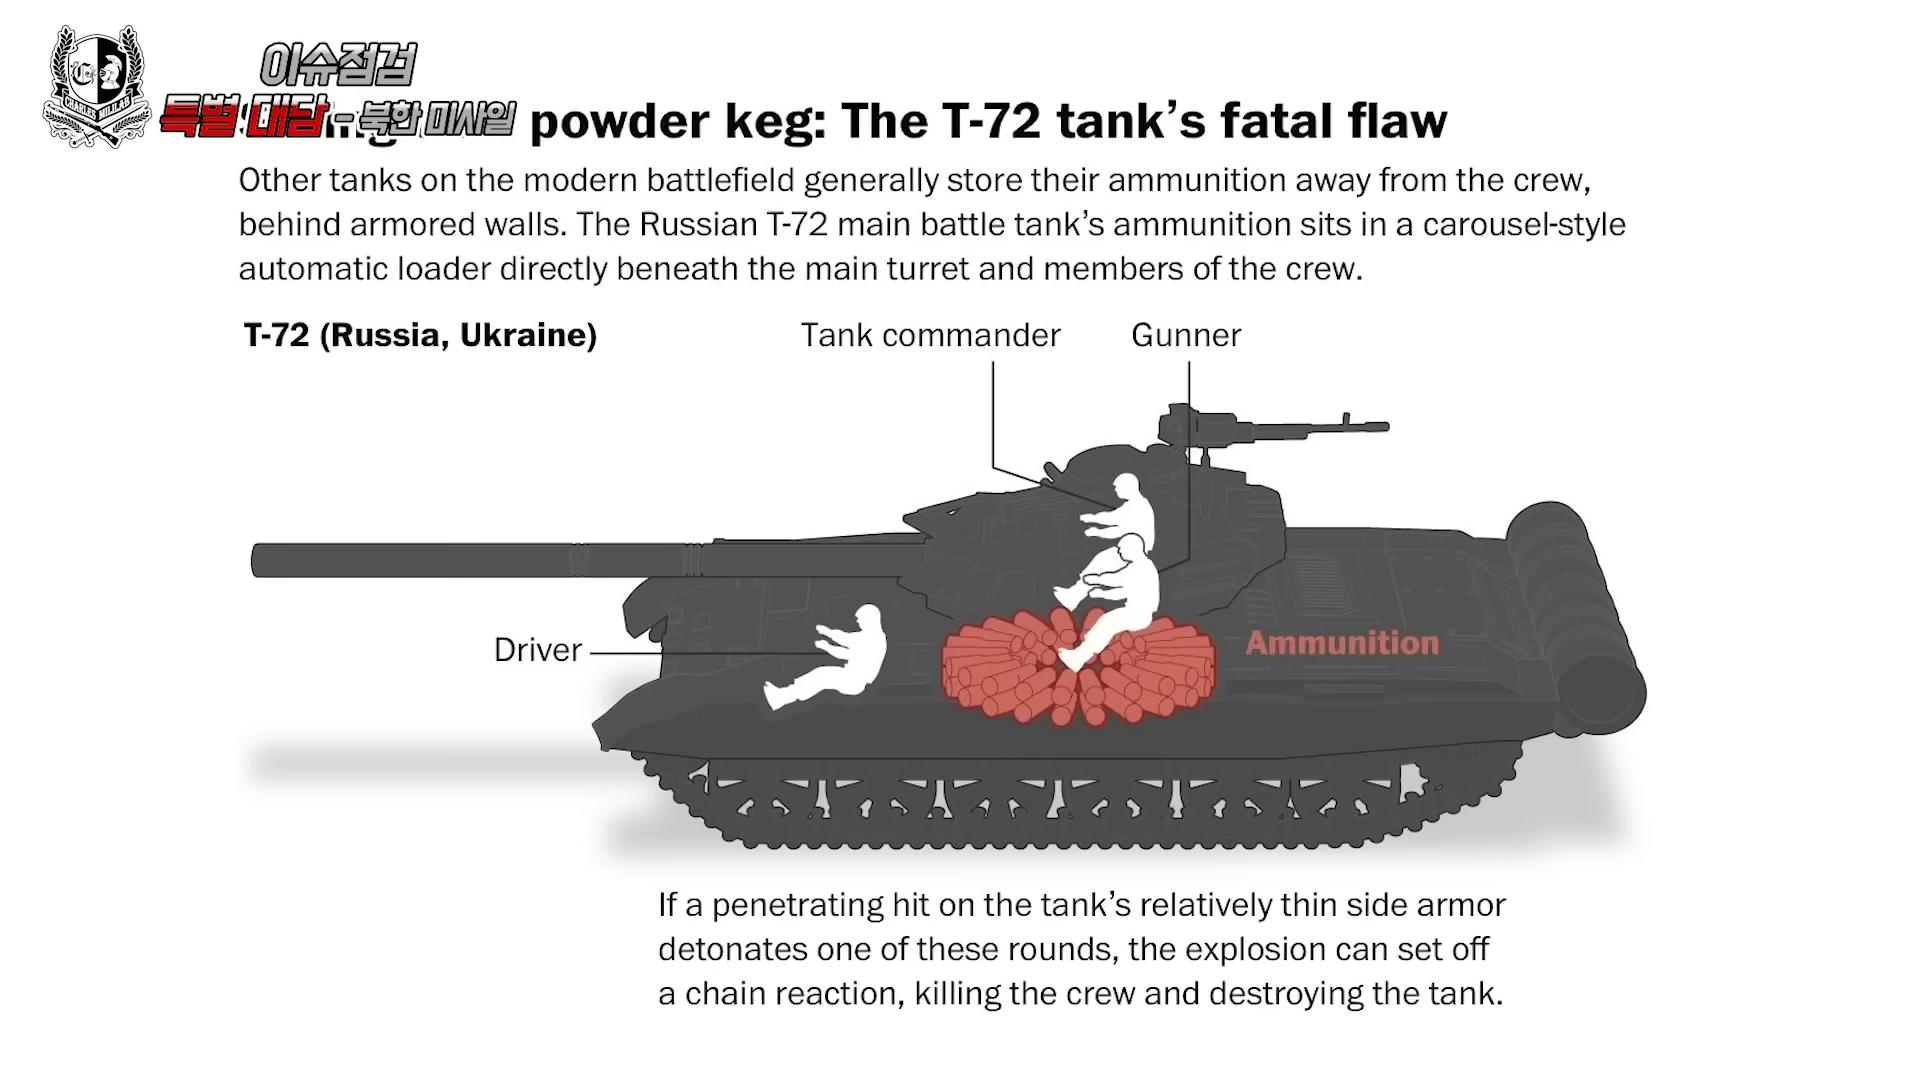 이슈점검
특별 대담 - 북한 미사일
powder keg: The T-72 tank’s fatal flaw
Other tanks on the modern battlefield generally store their ammunition away from the crew,
behind armored walls. The Russian T-72 main battle tank’s ammunition sits in a carousel-style
automatic loader directly beneath the main turret and members of the crew.
T-72 (Russia, Ukraine)
Tank commander
Gunner
Driver
Ammunition
If a penetrating hit on the tank’s relatively thin side armor
detonates one of these rounds, the explosion can set off
a chain reaction, killing the crew and destroying the tank.